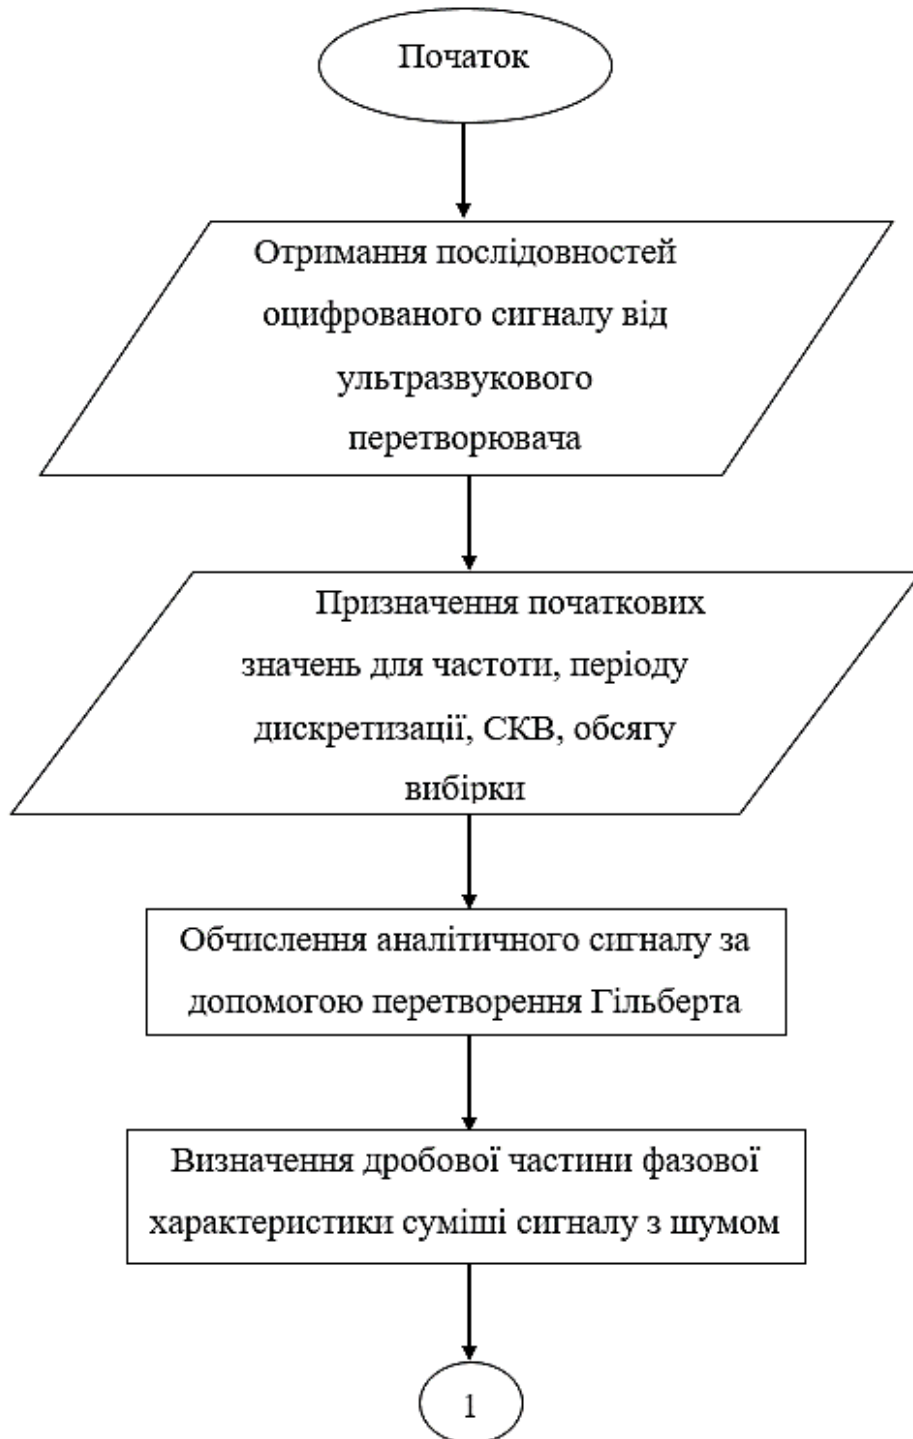 Початок
Отримання послідовностей
оцифрованого сигналу від
ультразвукового
перетворювача
Призначення початкових
значень для частоти, періоду
дискретизації, СКВ, обсягу
вибірки
Обчислення аналітичного сигналу за
допомогою перетворення Гільберта
Визначення дробової частини фазової
характеристики суміші сигналу з шумом
1